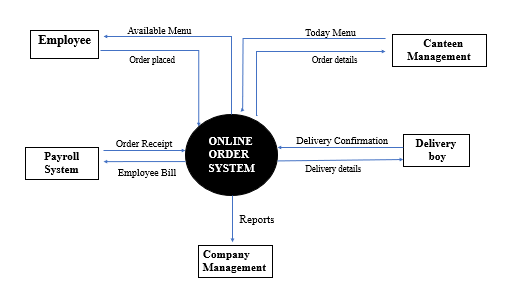 Available Menu
Employee
Order placed
Today Menu
Canteen
Management
Order details
ONLINE
ORDER
SYSTEM
Order Receipt
Payroll
System
Employee Bill
Delivery Confirmation
Delivery
boy
Delivery details
Reports
Company
Management